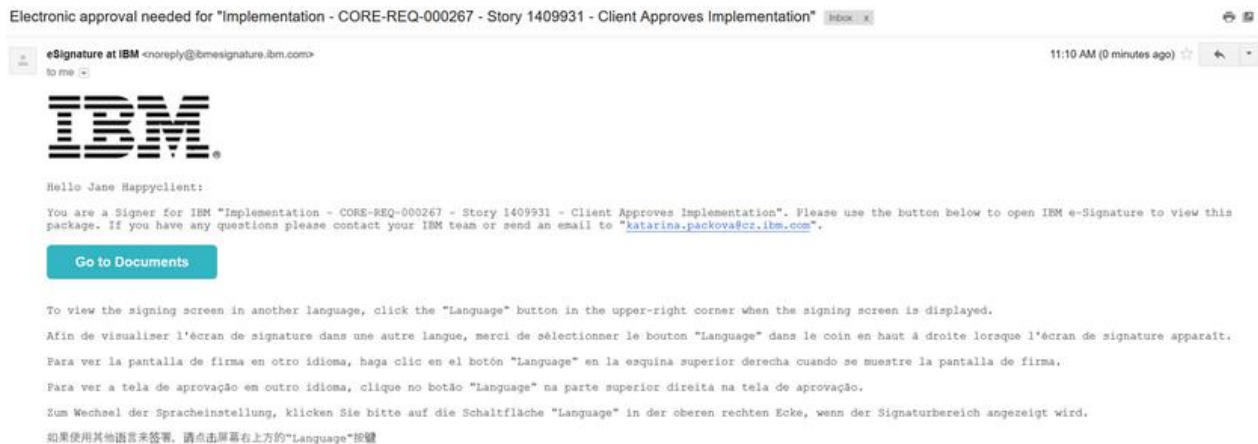 Electronic approval needed for "Implementation - CORE-REQ-000267 - Story 1409931 - Client Approves Implementation" Inbox x
eSignature at IBM <noreply@ibmesignature.ibm.com>
11:10 AM (0 minutes ago)
to me
IBM®
Hello Jane Happyclient:
You are a Signer for IBM "Implementation - CORE-REQ-000267 - Story 1409931 - Client Approves Implementation". Please use the button below to open IBM e-Signature to view this
package. If you have any questions please contact your IBM team or send an email to "katarina.packova@cz.ibm.com".
Go to Documents
To view the signing screen in another language, click the "Language" button in the upper-right corner when the signing screen is displayed.
Afin de visualiser l'écran de signature dans une autre langue, merci de sélectionner le bouton "Language" dans le coin en haut à droite lorsque l'écran de signature apparaît.
Para ver la pantalla de firma en otro idioma, haga clic en el botón "Language" en la esquina superior derecha cuando se muestre la pantalla de firma.
Para ver a tela de aprovação em outro idioma, clique no botão "Language" na parte superior direita na tela de aprovação.
Zum Wechsel der Spracheinstellung, klicken Sie bitte auf die Schaltfläche "Language" in der oberen rechten Ecke, wenn der Signaturbereich angezeigt wird.
如果使用其他语言来签署, 请点击屏幕右上方的"Language"按键